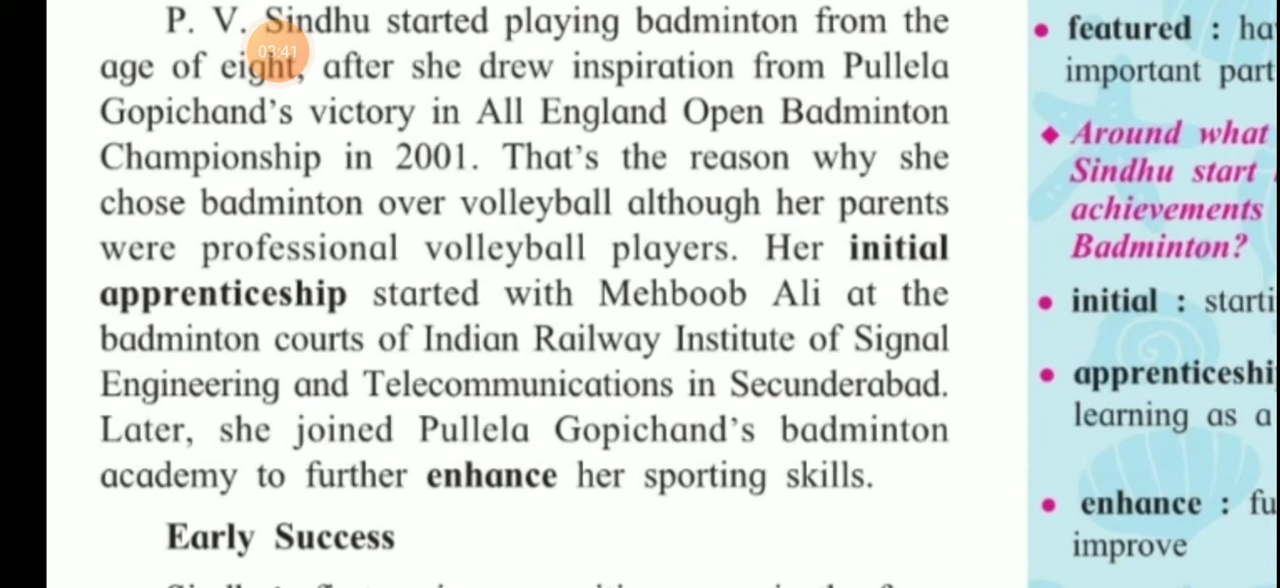 P. V. Sindhu started playing badminton from the
age of eight, after she drew inspiration from Pullela
Gopichand's victory in All England Open Badminton
Championship in 2001. That's the reason why she
chose badminton over volleyball although her parents
were professional volleyball players. Her initial
apprenticeship started with Mehboob Ali at the
badminton courts of Indian Railway Institute of Signal
Engineering and Telecommunications in Secunderabad.
Later, she joined Pullela Gopichand's badminton
academy to further enhance her sporting skills.
Early Success
03:41
• featured :
important part
◆ Around what
Sindhu start
achievements
Badminton?
• initial :
•
learning as a
• enhance :
improve